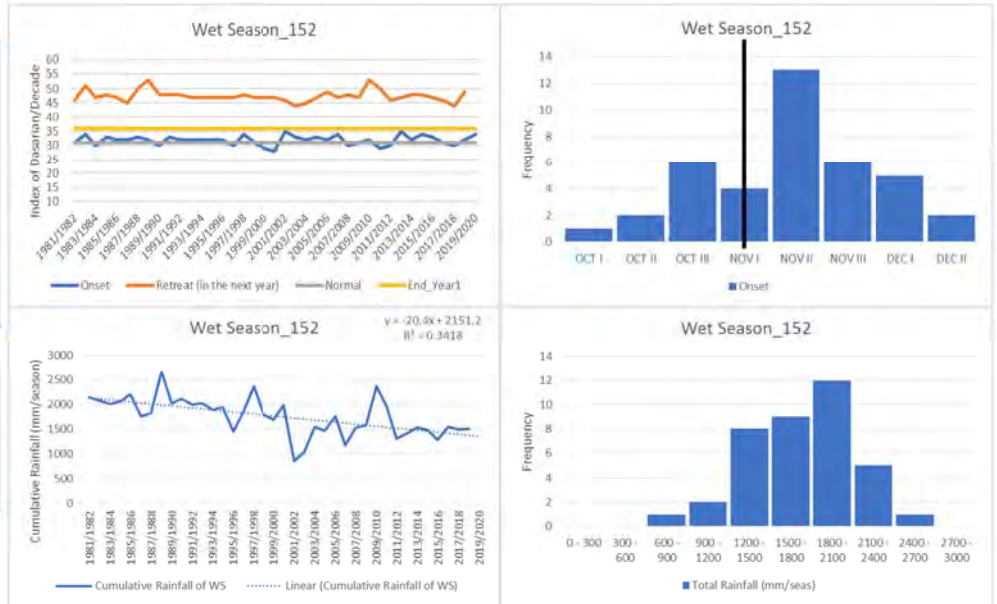 Wet Season_152
Index of Dasarian/Decade
60
55
50
45
40
35
30
25
20
15
10
1981/1982
1983/1984
1985/1986
1987/1988
1989/1990
1991/1992
1993/1994
1995/1996
1997/1998
1999/2000
2001/2002
2003/2004
2005/2006
2007/2008
2009/2010
2011/2012
2013/2014
2015/2016
2017/2018
2019/2020
Onset
Retreat (in the next year)
Normal
End_Year1
Wet Season_152
Frequency
14
12
10
8
6
4
2
0
OCT I
OCT II
OCT III
NOV I
NOV II
NOV III
DEC I
DEC II
Onset
Wet Season_152
y = -20,4x + 2151,2
R² = 0,3418
Cumulative Rainfall (mm/season)
3000
2500
2000
1500
1000
500
0
1981/1982
1983/1984
1985/1986
1987/1988
1989/1990
1991/1992
1993/1994
1995/1996
1997/1998
1999/2000
2001/2002
2003/2004
2005/2006
2007/2008
2009/2010
2011/2012
2013/2014
2015/2016
2017/2018
2019/2020
Cumulative Rainfall of WS
Linear (Cumulative Rainfall of WS)
Wet Season_152
Frequency
14
12
10
8
6
4
2
0
0 - 300
300 - 600
600 - 900
900 - 1200
1200 - 1500
1500 - 1800
1800 - 2100
2100 - 2400
2400 - 2700
2700 - 3000
Total Rainfall (mm/seas)